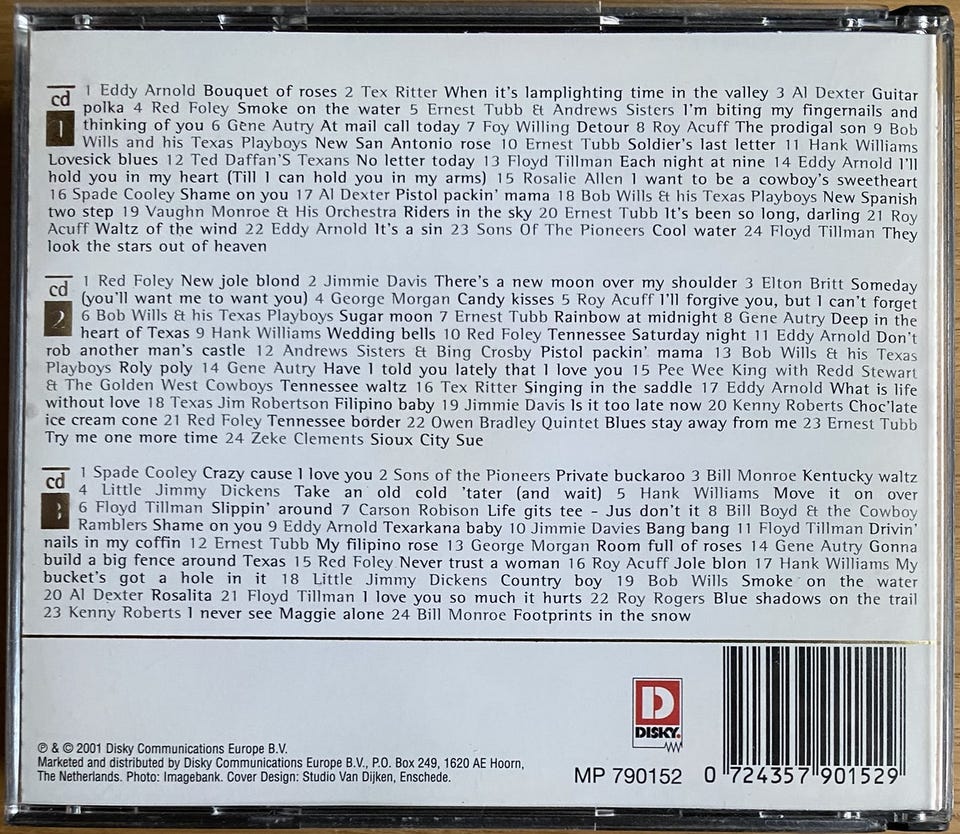 cd 1 1 Eddy Arnold Bouquet of roses 2 Tex Ritter When it's lamplighting time in the valley 3 Al Dexter Guitar
polka 4 Red Foley Smoke on the water 5 Ernest Tubb & Andrews Sisters I'm biting my fingernails and
thinking of you 6 Gene Autry At mail call today 7 Foy Willing Detour 8 Roy Acuff The prodigal son 9 Bob
Wills and his Texas Playboys New San Antonio rose 10 Ernest Tubb Soldier's last letter 11 Hank Williams
Lovesick blues 12 Ted Daffan'S Texans No letter today 13 Floyd Tillman Each night at nine 14 Eddy Arnold I'll
hold you in my heart (Till I can hold you in my arms) 15 Rosalie Allen I want to be a cowboy's sweetheart
16 Spade Cooley Shame on you 17 Al Dexter Pistol packin' mama 18 Bob Wills & his Texas Playboys New Spanish
two step 19 Vaughn Monroe & His Orchestra Riders in the sky 20 Ernest Tubb It's been so long, darling 21 Roy
Acuff Waltz of the wind 22 Eddy Arnold It's a sin 23 Sons Of The Pioneers Cool water 24 Floyd Tillman They
look the stars out of heaven
cd 2 1 Red Foley New jole blond 2 Jimmie Davis There's a new moon over my shoulder 3 Elton Britt Someday
(you'll want me to want you) 4 George Morgan Candy kisses 5 Roy Acuff I'll forgive you, but I can't forget
6 Bob Wills & his Texas Playboys Sugar moon 7 Ernest Tubb Rainbow at midnight 8 Gene Autry Deep in the
heart of Texas 9 Hank Williams Wedding bells 10 Red Foley Tennessee Saturday night 11 Eddy Arnold Don't
rob another man's castle 12 Andrews Sisters & Bing Crosby Pistol packin' mama 13 Bob Wills & his Texas
Playboys Roly poly 14 Gene Autry Have I told you lately that I love you 15 Pee Wee King with Redd Stewart
& The Golden West Cowboys Tennessee waltz 16 Tex Ritter Singing in the saddle 17 Eddy Arnold What is life
without love 18 Texas Jim Robertson Filipino baby 19 Jimmie Davis Is it too late now 20 Kenny Roberts Choc'late
ice cream cone 21 Red Foley Tennessee border 22 Owen Bradley Quintet Blues stay away from me 23 Ernest Tubb
Try me one more time 24 Zeke Clements Sioux City Sue
cd 3 1 Spade Cooley Crazy cause I love you 2 Sons of the Pioneers Private buckaroo 3 Bill Monroe Kentucky waltz
4 Little Jimmy Dickens Take an old cold 'tater (and wait) 5 Hank Williams Move it on over
6 Floyd Tillman Slippin' around 7 Carson Robison Life gits tee - Jus don't it 8 Bill Boyd & the Cowboy
Ramblers Shame on you 9 Eddy Arnold Texarkana baby 10 Jimmie Davies Bang bang 11 Floyd Tillman Drivin'
nails in my coffin 12 Ernest Tubb My filipino rose 13 George Morgan Room full of roses 14 Gene Autry Gonna
build a big fence around Texas 15 Red Foley Never trust a woman 16 Roy Acuff Jole blon 17 Hank Williams My
bucket's got a hole in it 18 Little Jimmy Dickens Country boy 19 Bob Wills Smoke on the water
20 Al Dexter Rosalita 21 Floyd Tillman I love you so much it hurts 22 Roy Rogers Blue shadows on the trail
23 Kenny Roberts I never see Maggie alone 24 Bill Monroe Footprints in the snow
D
DISKY.
℗ & © 2001 Disky Communications Europe B.V.
Marketed and distributed by Disky Communications Europe B.V., P.O. Box 249, 1620 AE Hoorn,
The Netherlands. Photo: Imagebank. Cover Design: Studio Van Dijken, Enschede.
MP 790152
0 724357 901529